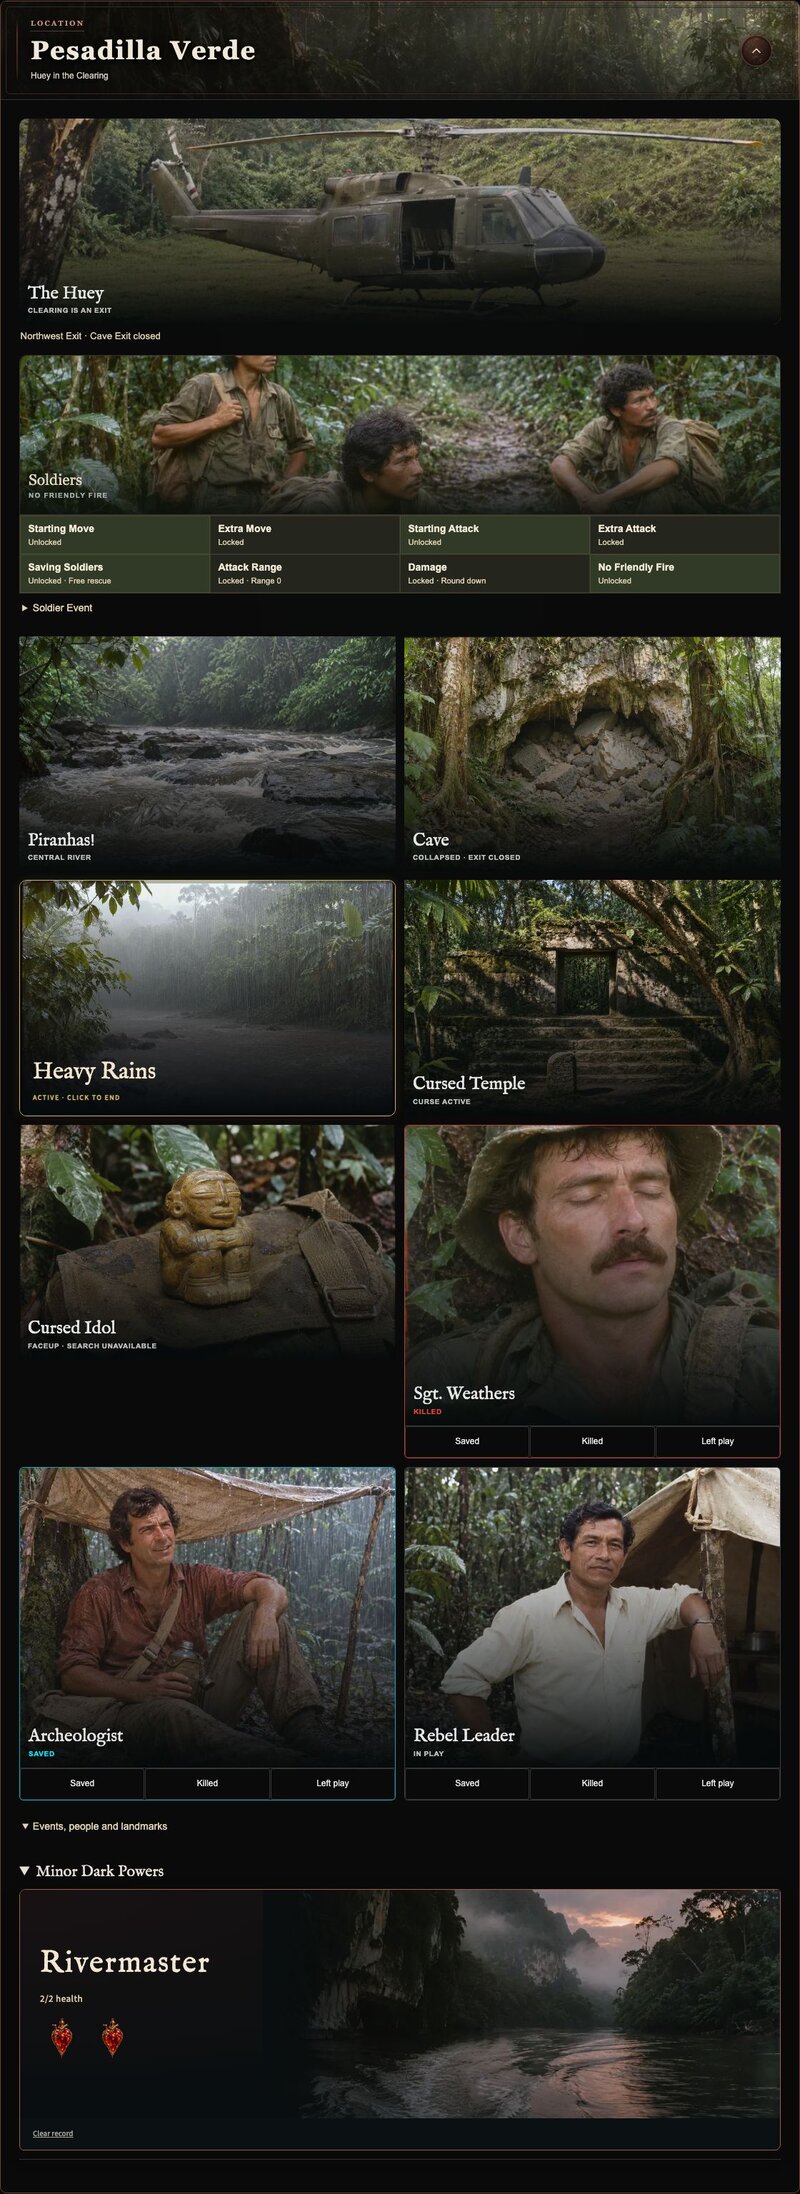 LOCATION
Pesadilla Verde
Huey in the Clearing
The Huey
CLEARING IS AN EXIT
Northwest Exit · Cave Exit closed
Soldiers
NO FRIENDLY FIRE
Starting Move
Unlocked
Extra Move
Locked
Starting Attack
Unlocked
Extra Attack
Locked
Saving Soldiers
Unlocked · Free rescue
Attack Range
Locked · Range 0
Damage
Locked · Round down
No Friendly Fire
Unlocked
Soldier Event
Piranhas!
CENTRAL RIVER
Cave
COLLAPSED · EXIT CLOSED
Heavy Rains
ACTIVE · CLICK TO END
Cursed Temple
CURSE ACTIVE
Cursed Idol
FACEUP · SEARCH UNAVAILABLE
Sgt. Weathers
KILLED
Saved Killed Left play
Archeologist
SAVED
Saved Killed Left play
Rebel Leader
IN PLAY
Saved Killed Left play
Events, people and landmarks
Minor Dark Powers
Rivermaster
2/2 health
Clear record